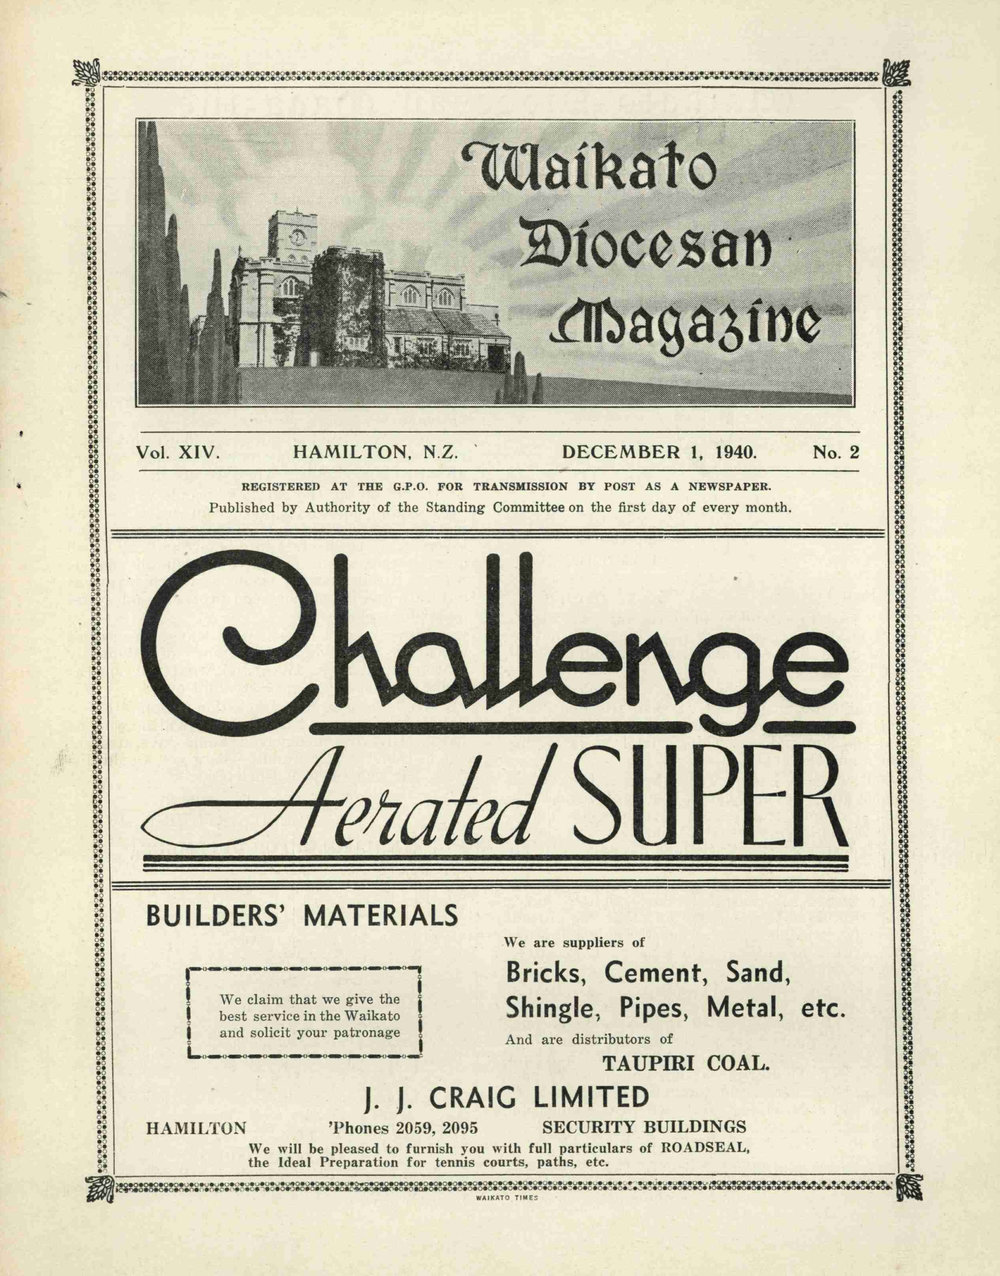 Waikato
Diocesan
Magazine
Vol. XIV. HAMILTON, N.Z. DECEMBER 1, 1940. No. 2
REGISTERED AT THE G.P.O. FOR TRANSMISSION BY POST AS A NEWSPAPER.
Published by Authority of the Standing Committee on the first day of every month.
Challenge
Aerated SUPER
BUILDERS' MATERIALS
We claim that we give the
best service in the Waikato
and solicit your patronage
We are suppliers of
Bricks, Cement, Sand,
Shingle, Pipes, Metal, etc.
And are distributors of
TAUPIRI COAL.
J. J. CRAIG LIMITED
HAMILTON 'Phones 2059, 2095 SECURITY BUILDINGS
We will be pleased to furnish you with full particulars of ROADSEAL,
the Ideal Preparation for tennis courts, paths, etc.
WAIKATO TIMES